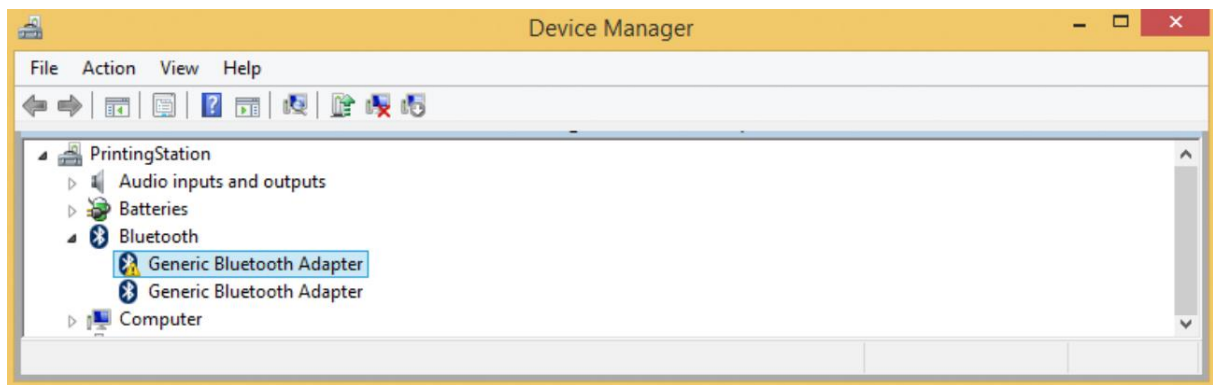 Device Manager
File Action View Help
PrintingStation
Audio inputs and outputs
Batteries
Bluetooth
Generic Bluetooth Adapter
Generic Bluetooth Adapter
Computer